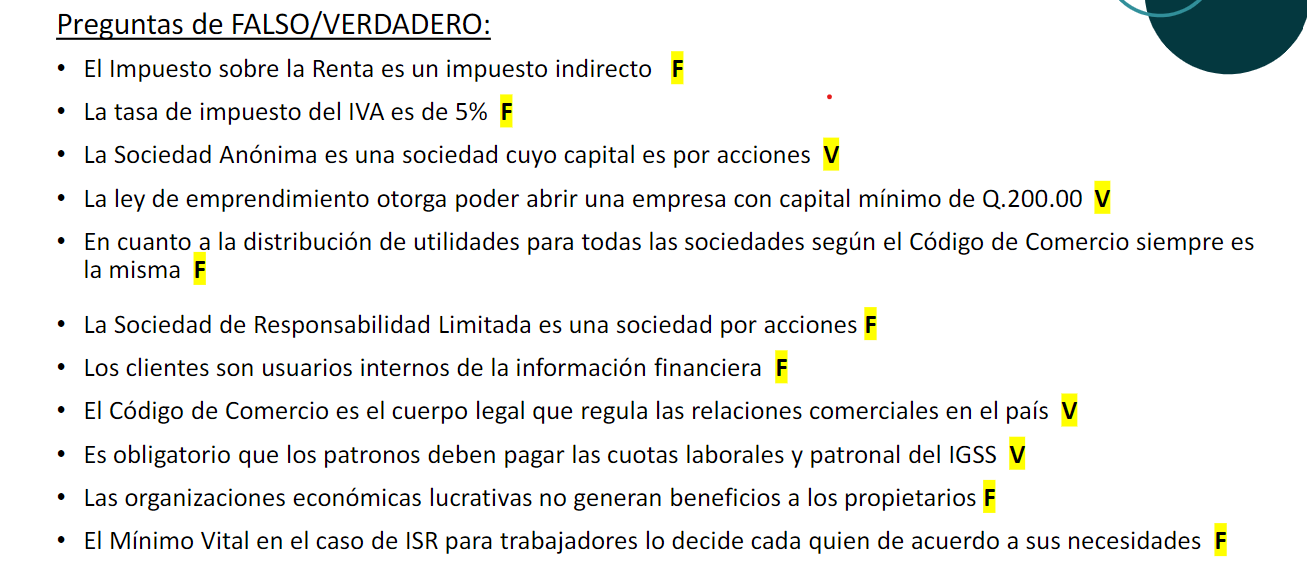 Preguntas de FALSO/VERDADERO:
• El Impuesto sobre la Renta es un impuesto indirecto F
• La tasa de impuesto del IVA es de 5% F
• La Sociedad Anónima es una sociedad cuyo capital es por acciones V
• La ley de emprendimiento otorga poder abrir una empresa con capital mínimo de Q.200.00 V
• En cuanto a la distribución de utilidades para todas las sociedades según el Código de Comercio siempre es
la misma F
• La Sociedad de Responsabilidad Limitada es una sociedad por acciones F
• Los clientes son usuarios internos de la información financiera F
• El Código de Comercio es el cuerpo legal que regula las relaciones comerciales en el país V
• Es obligatorio que los patronos deben pagar las cuotas laborales y patronal del IGSS V
• Las organizaciones económicas lucrativas no generan beneficios a los propietarios F
• El Mínimo Vital en el caso de ISR para trabajadores lo decide cada quien de acuerdo a sus necesidades F